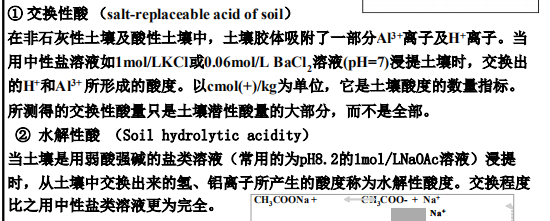 ① 交换性酸 （salt-replaceable acid of soil）
在非石灰性土及酸性土壤中，土壤胶体吸附了一部分Al³⁺离子及H⁺离子。当
用中性盐溶液如1mol/LKCl或0.06mol/L BaCl₂溶液(pH=7)浸提土壤时，交换出
的H⁺和Al³⁺所形成的酸度。以cmol(+)/kg为单位，它是土壤酸度的数量指标。
所测得的交换性酸量只是土壤潜性酸量的大部分，而不是全部。
② 水解性酸 （Soil hydrolytic acidity）
当土壤是用弱酸强碱的盐类溶液（常用的为pH8.2的1mol/LNaOAc溶液）浸提
时，从土壤中交换出来的氢、铝离子所产生的酸度称为水解性酸度。交换程度
比之用中性盐类溶液更为完全。
CH₃COONa + CH₃COO- + Na⁺
Na⁺